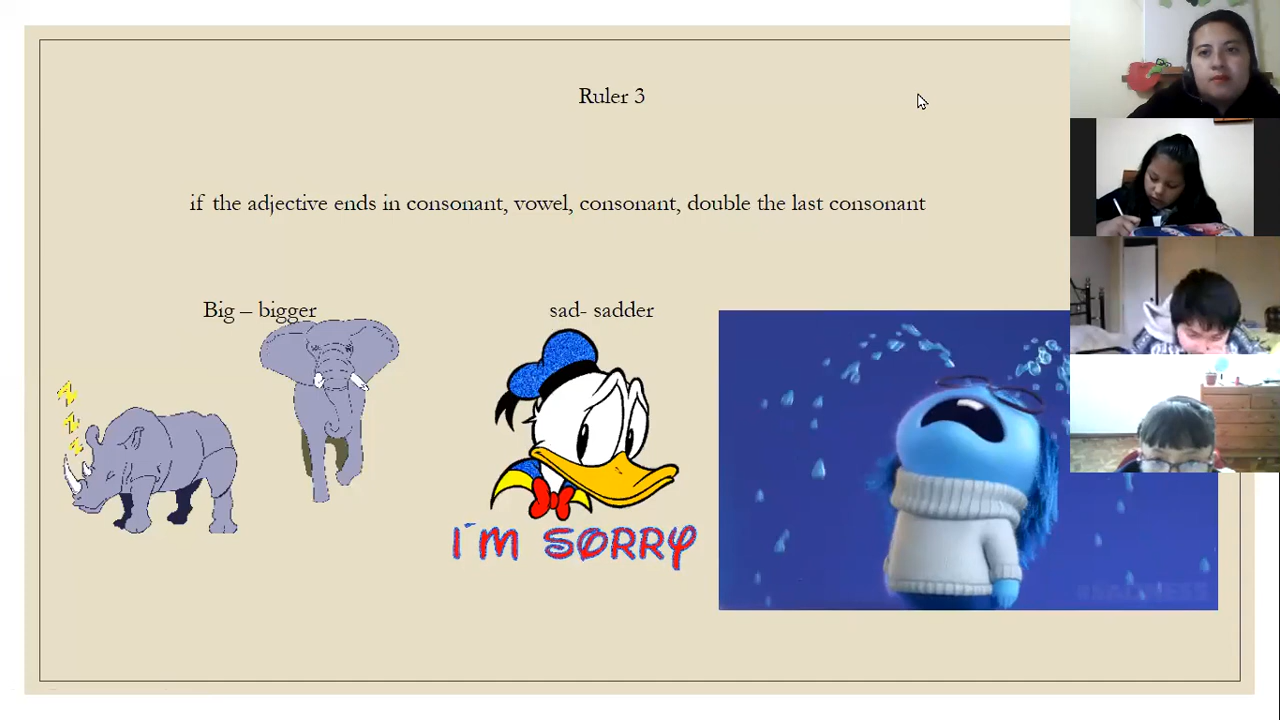 Ruler 3
if the adjective ends in consonant, vowel, consonant, double the last consonant
Big – bigger
sad- sadder
I´M SORRY